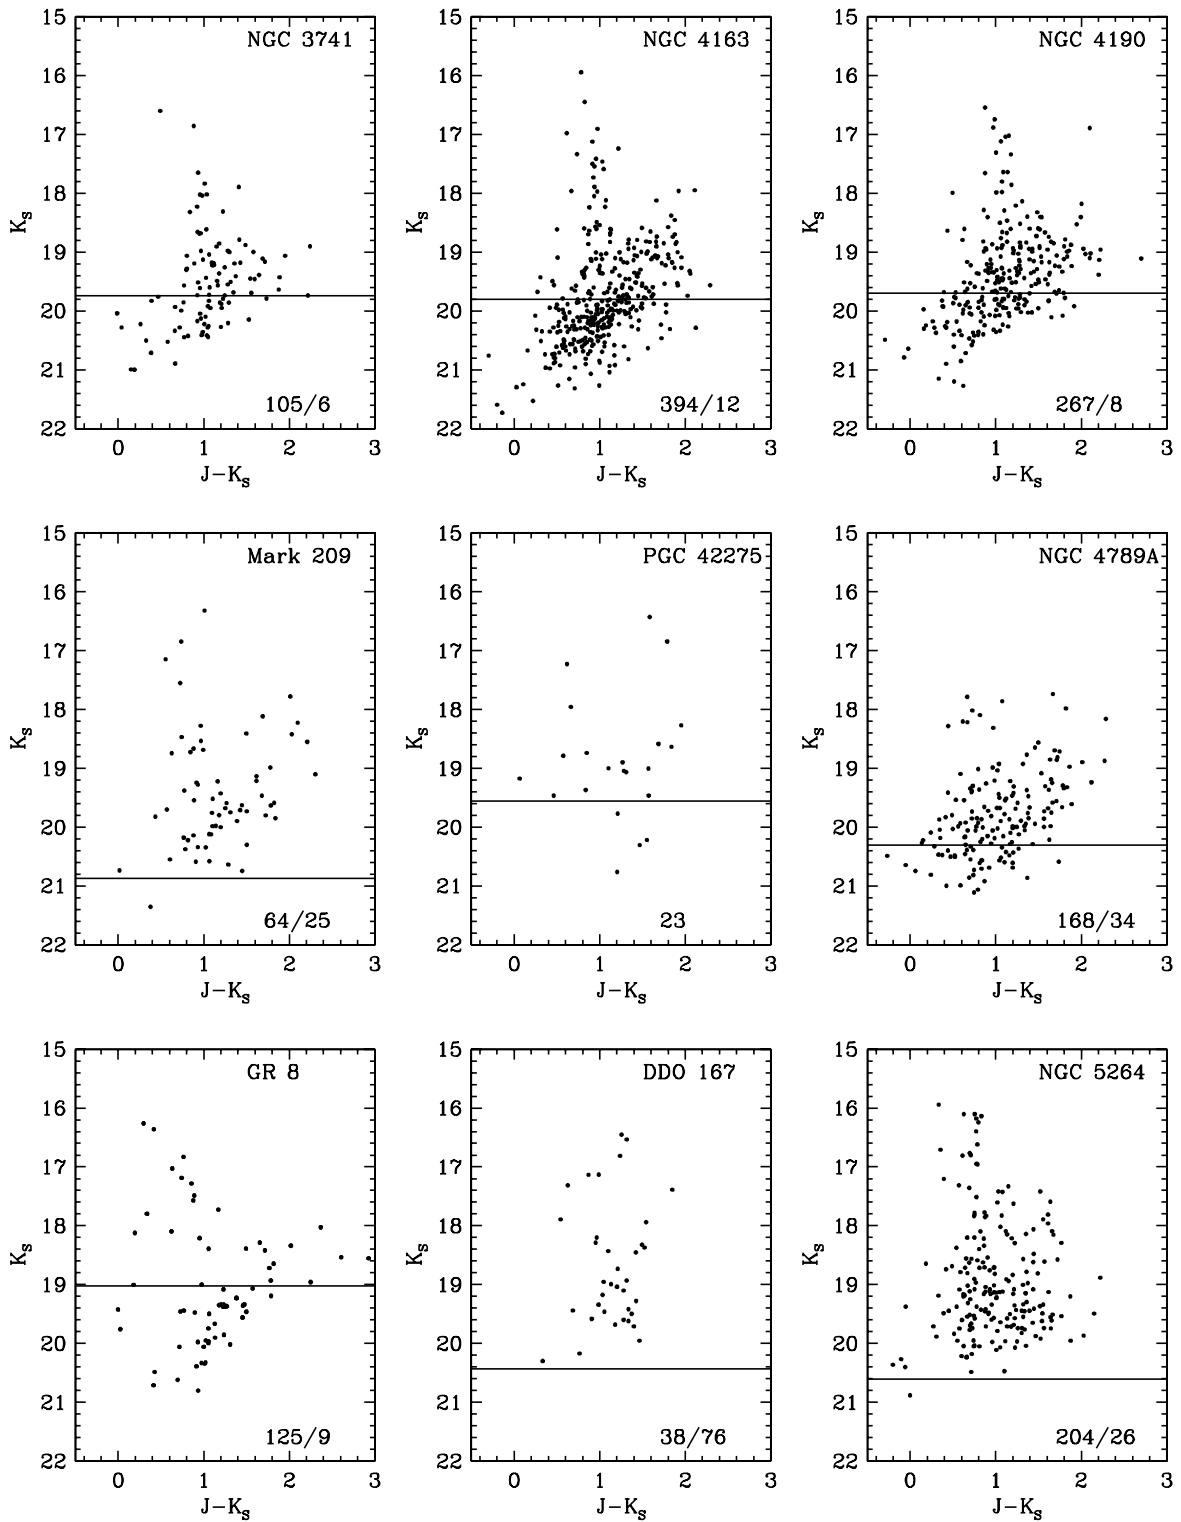 15
16
17
18
19
20
21
22
K_S
NGC 3741
105/6
0 1 2 3
J-K_S
15
16
17
18
19
20
21
22
K_S
NGC 4163
394/12
0 1 2 3
J-K_S
15
16
17
18
19
20
21
22
K_S
NGC 4190
267/8
0 1 2 3
J-K_S
15
16
17
18
19
20
21
22
K_S
Mark 209
64/25
0 1 2 3
J-K_S
15
16
17
18
19
20
21
22
K_S
PGC 42275
23
0 1 2 3
J-K_S
15
16
17
18
19
20
21
22
K_S
NGC 4789A
168/34
0 1 2 3
J-K_S
15
16
17
18
19
20
21
22
K_S
GR 8
125/9
0 1 2 3
J-K_S
15
16
17
18
19
20
21
22
K_S
DDO 167
38/76
0 1 2 3
J-K_S
15
16
17
18
19
20
21
22
K_S
NGC 5264
204/26
0 1 2 3
J-K_S